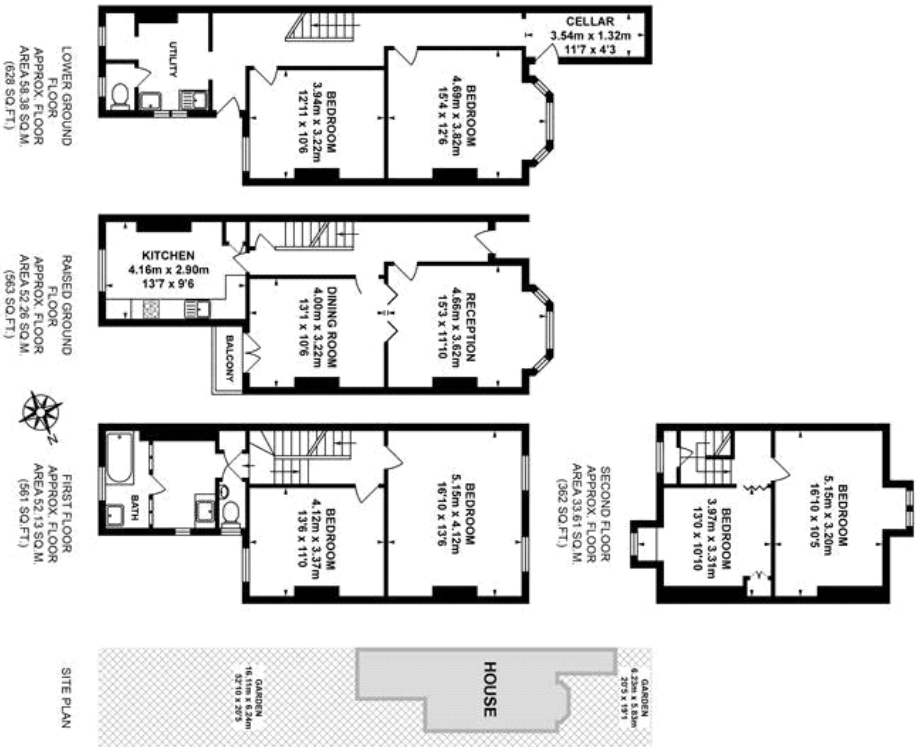 CELLAR
3.54m x 1.32m
11'7 x 4'3
UTILITY
BEDROOM
3.94m x 3.22m
12'11 x 10'6
BEDROOM
4.69m x 3.82m
15'4 x 12'6
LOWER GROUND
FLOOR
APPROX. FLOOR
AREA 58.38 SQ.M.
(628 SQ.FT.)
KITCHEN
4.16m x 2.90m
13'7 x 9'6
DINING ROOM
4.00m x 3.22m
13'1 x 10'6
RECEPTION
4.66m x 3.62m
15'3 x 11'10
BALCONY
RAISED GROUND
FLOOR
APPROX. FLOOR
AREA 52.26 SQ.M.
(563 SQ.FT.)
N
BATH
BEDROOM
4.12m x 3.37m
13'6 x 11'0
BEDROOM
5.15m x 4.12m
16'10 x 13'6
FIRST FLOOR
APPROX. FLOOR
AREA 52.13 SQ.M.
(561 SQ.FT.)
SECOND FLOOR
APPROX. FLOOR
AREA 33.61 SQ.M.
(362 SQ.FT.)
BEDROOM
3.97m x 3.31m
13'0 x 10'10
BEDROOM
5.15m x 3.20m
16'10 x 10'5
SITE PLAN
GARDEN
16.11m x 6.24m
52'10 x 20'5
HOUSE
GARDEN
6.23m x 5.83m
20'5 x 19'1